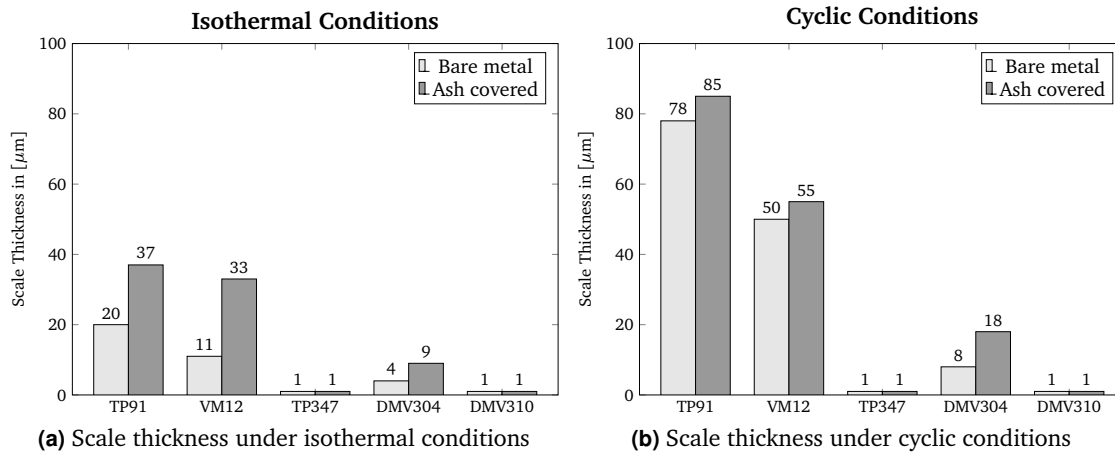 Isothermal Conditions
100
80
60
40
20
0
Scale Thickness in [μm]
Bare metal
Ash covered
20
37
11
33
1
1
4
9
1
1
TP91
VM12
TP347
DMV304
DMV310
(a) Scale thickness under isothermal conditions
Cyclic Conditions
100
80
60
40
20
0
Scale Thickness in [μm]
Bare metal
Ash covered
78
85
50
55
1
1
8
18
1
1
TP91
VM12
TP347
DMV304
DMV310
(b) Scale thickness under cyclic conditions